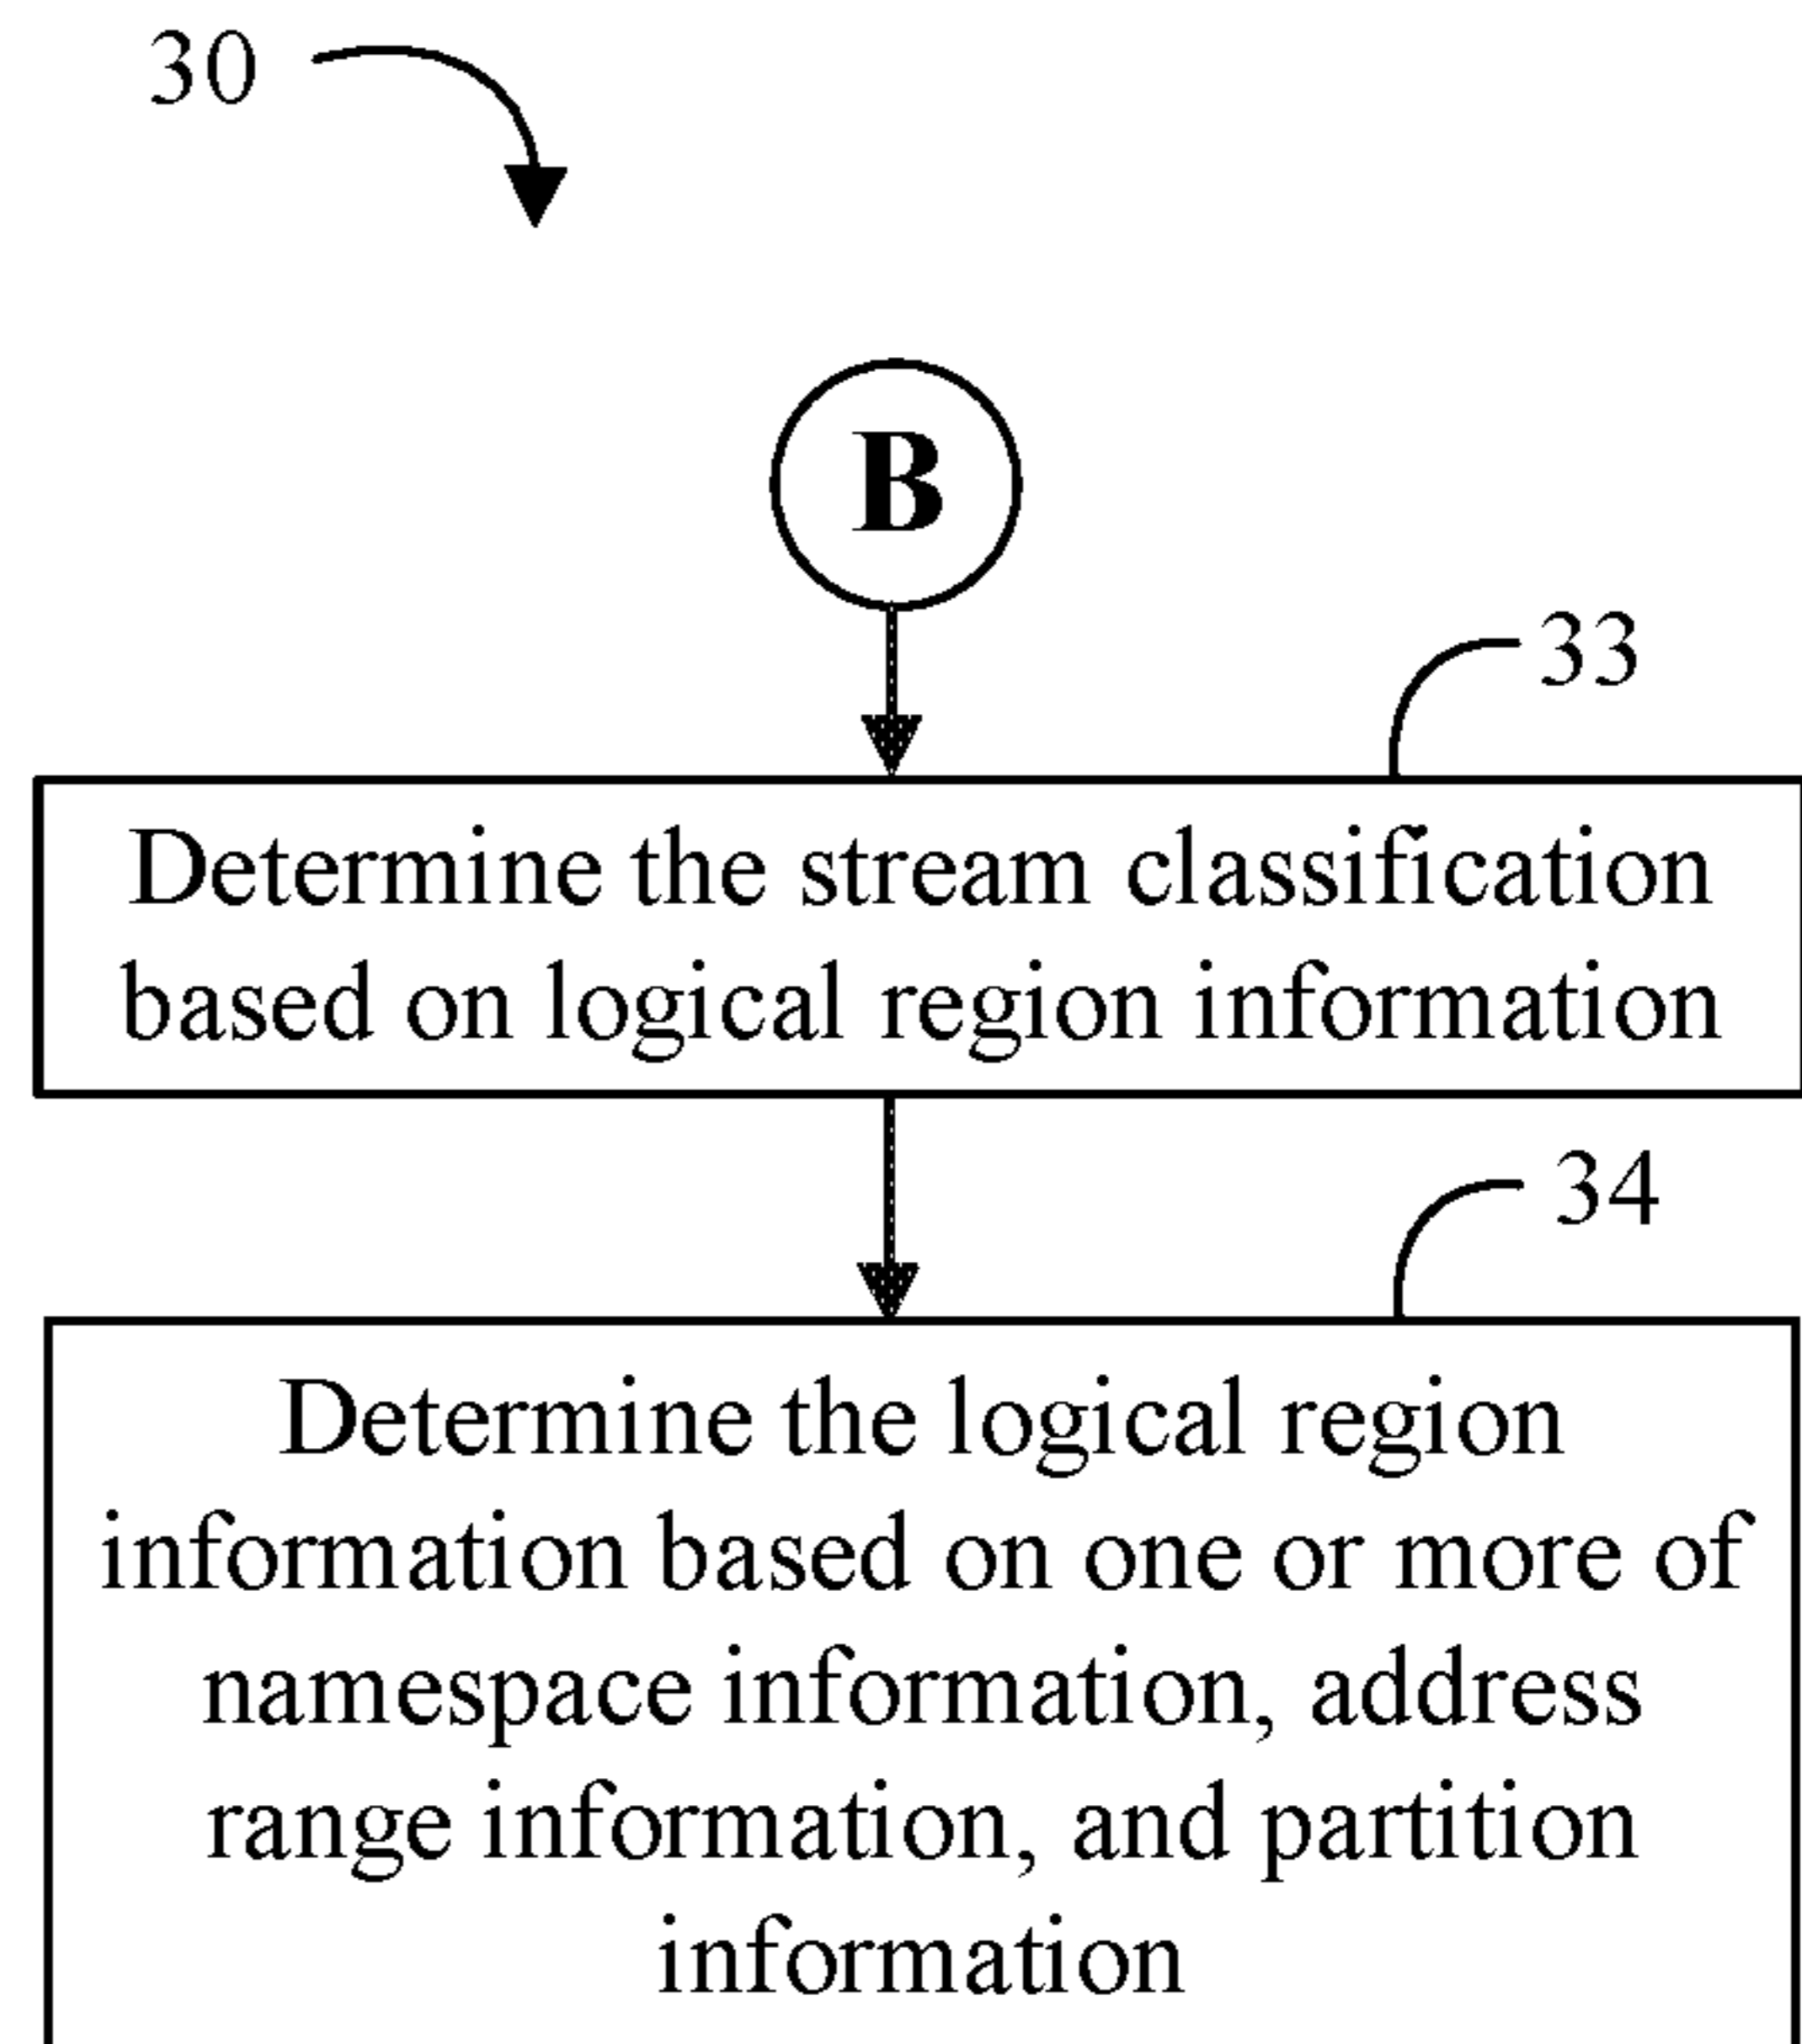 30
B
33
Determine the stream classification
based on logical region information
34
Determine the logical region
information based on one or more of
namespace information, address
range information, and partition
information